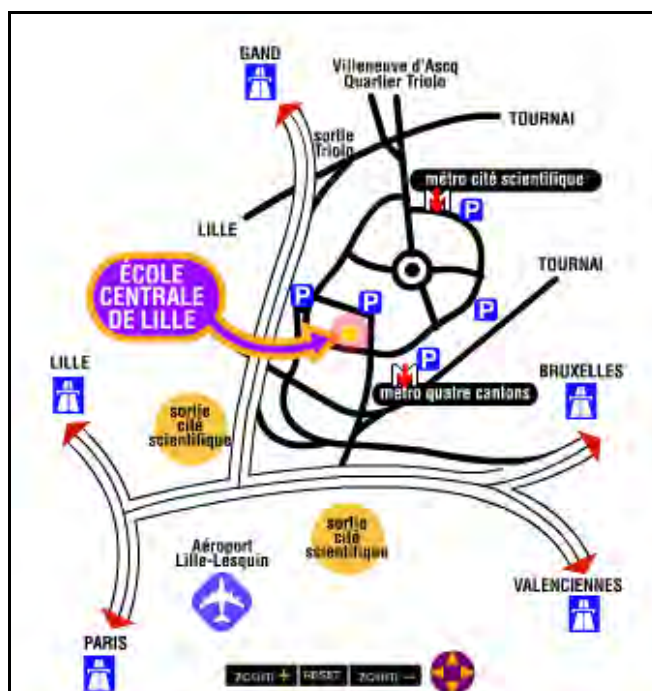 GAND
Villeneuve d'Ascq
Quartier Triolo
TOURNAI
sortie
Triolo
métro cité scientifique
P
LILLE
TOURNAI
ÉCOLE
CENTRALE
DE LILLE
P
P
P
LILLE
P
BRUXELLES
métro quatre cantons
sortie
cité
scientifique
sortie
cité
scientifique
Aéroport
Lille-Lesquin
VALENCIENNES
PARIS
zoom + RESET zoom -